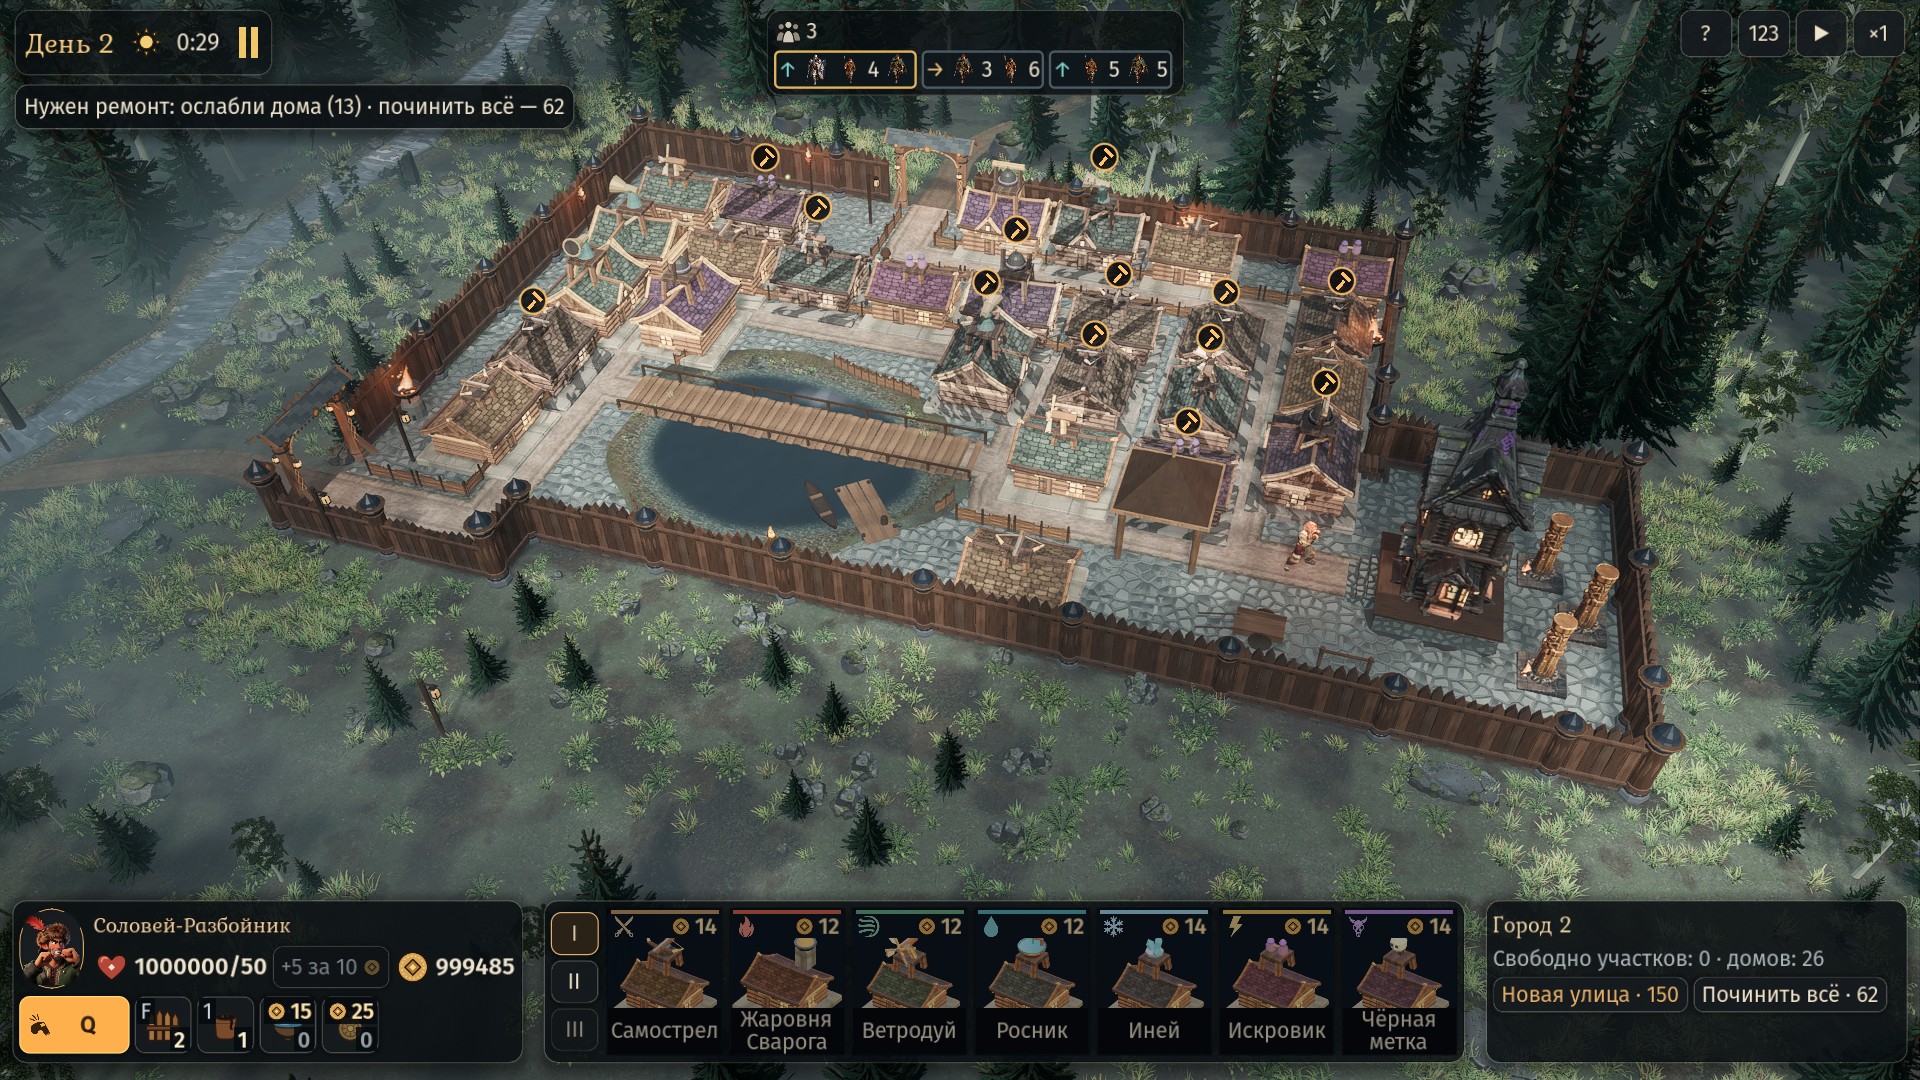 День 2 0:29
Нужен ремонт: ослабли дома (13) · починить всё — 62
3
4 3 6 5 5
? 123 ×1
Соловей-Разбойник
1000000/50 +5 за 10 999485
Q F 2 1 1 15 0 25 0
I
II
III
14 12 12 12 14 14 14
Самострел
Жаровня
Сварога
Ветродуй
Росник
Иней
Искровик
Чёрная
метка
Город 2
Свободно участков: 0 · домов: 26
Новая улица · 150 Починить всё · 62